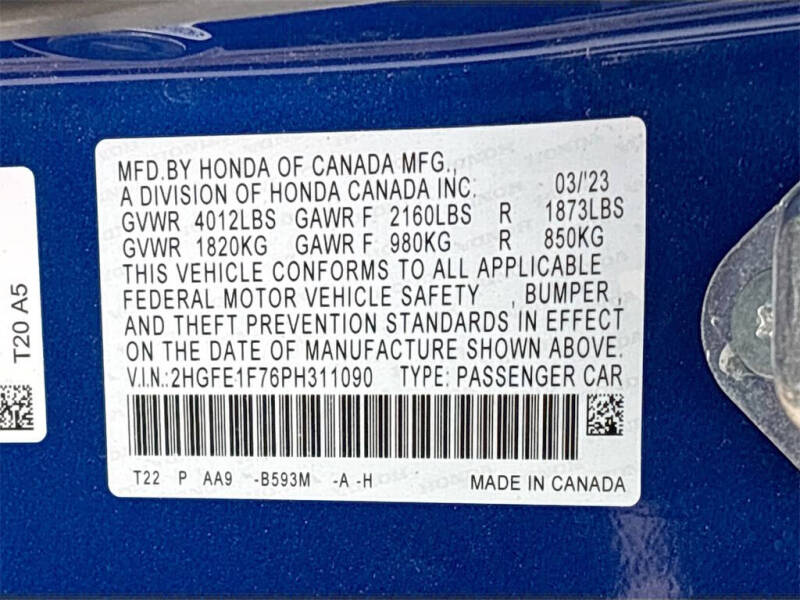 MFD.BY HONDA OF CANADA MFG.,
A DIVISION OF HONDA CANADA INC. 03/'23
GVWR 4012LBS GAWR F 2160LBS R 1873LBS
GVWR 1820KG GAWR F 980KG R 850KG
THIS VEHICLE CONFORMS TO ALL APPLICABLE
FEDERAL MOTOR VEHICLE SAFETY , BUMPER,
AND THEFT PREVENTION STANDARDS IN EFFECT
ON THE DATE OF MANUFACTURE SHOWN ABOVE.
V.I.N.:2HGFE1F76PH311090 TYPE: PASSENGER CAR
T22 P AA9 -B593M -A -H MADE IN CANADA
T20 A5